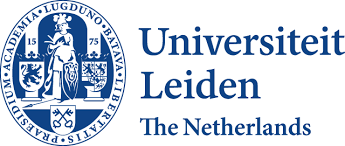 ACADEMIA · LUGDUNO · BATAVA · LIBERTATIS · PRAESIDIUM
15 75
Universiteit
Leiden
The Netherlands